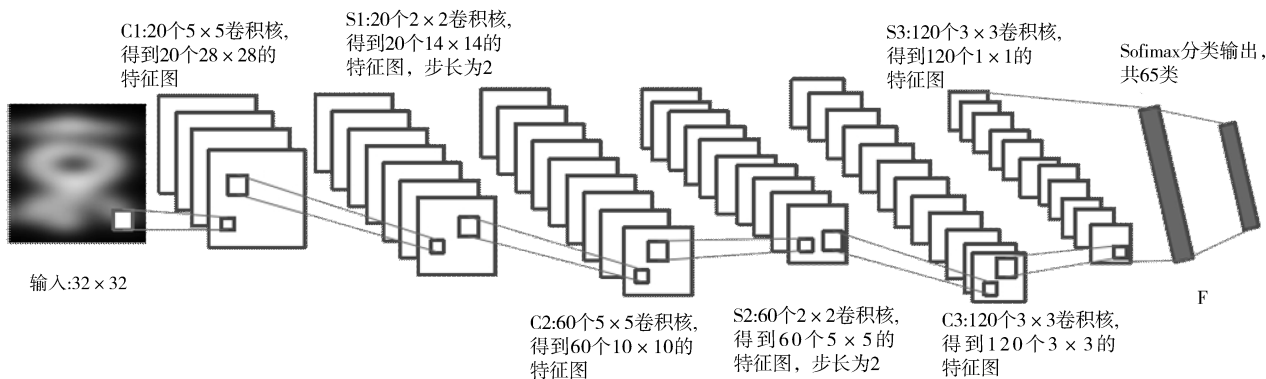 C1:20个5×5卷积核,
得到20个28×28的
特征图
S1:20个2×2卷积核,
得到20个14×14的
特征图，步长为2
S3:120个3×3卷积核,
得到120个1×1的
特征图
Sofimax分类输出，
共65类
输入:32×32
C2:60个5×5卷积核,
得到60个10×10的
特征图
S2:60个2×2卷积核,
得到60个5×5的
特征图，步长为2
C3:120个3×3卷积核,
得到120个3×3的
特征图
F